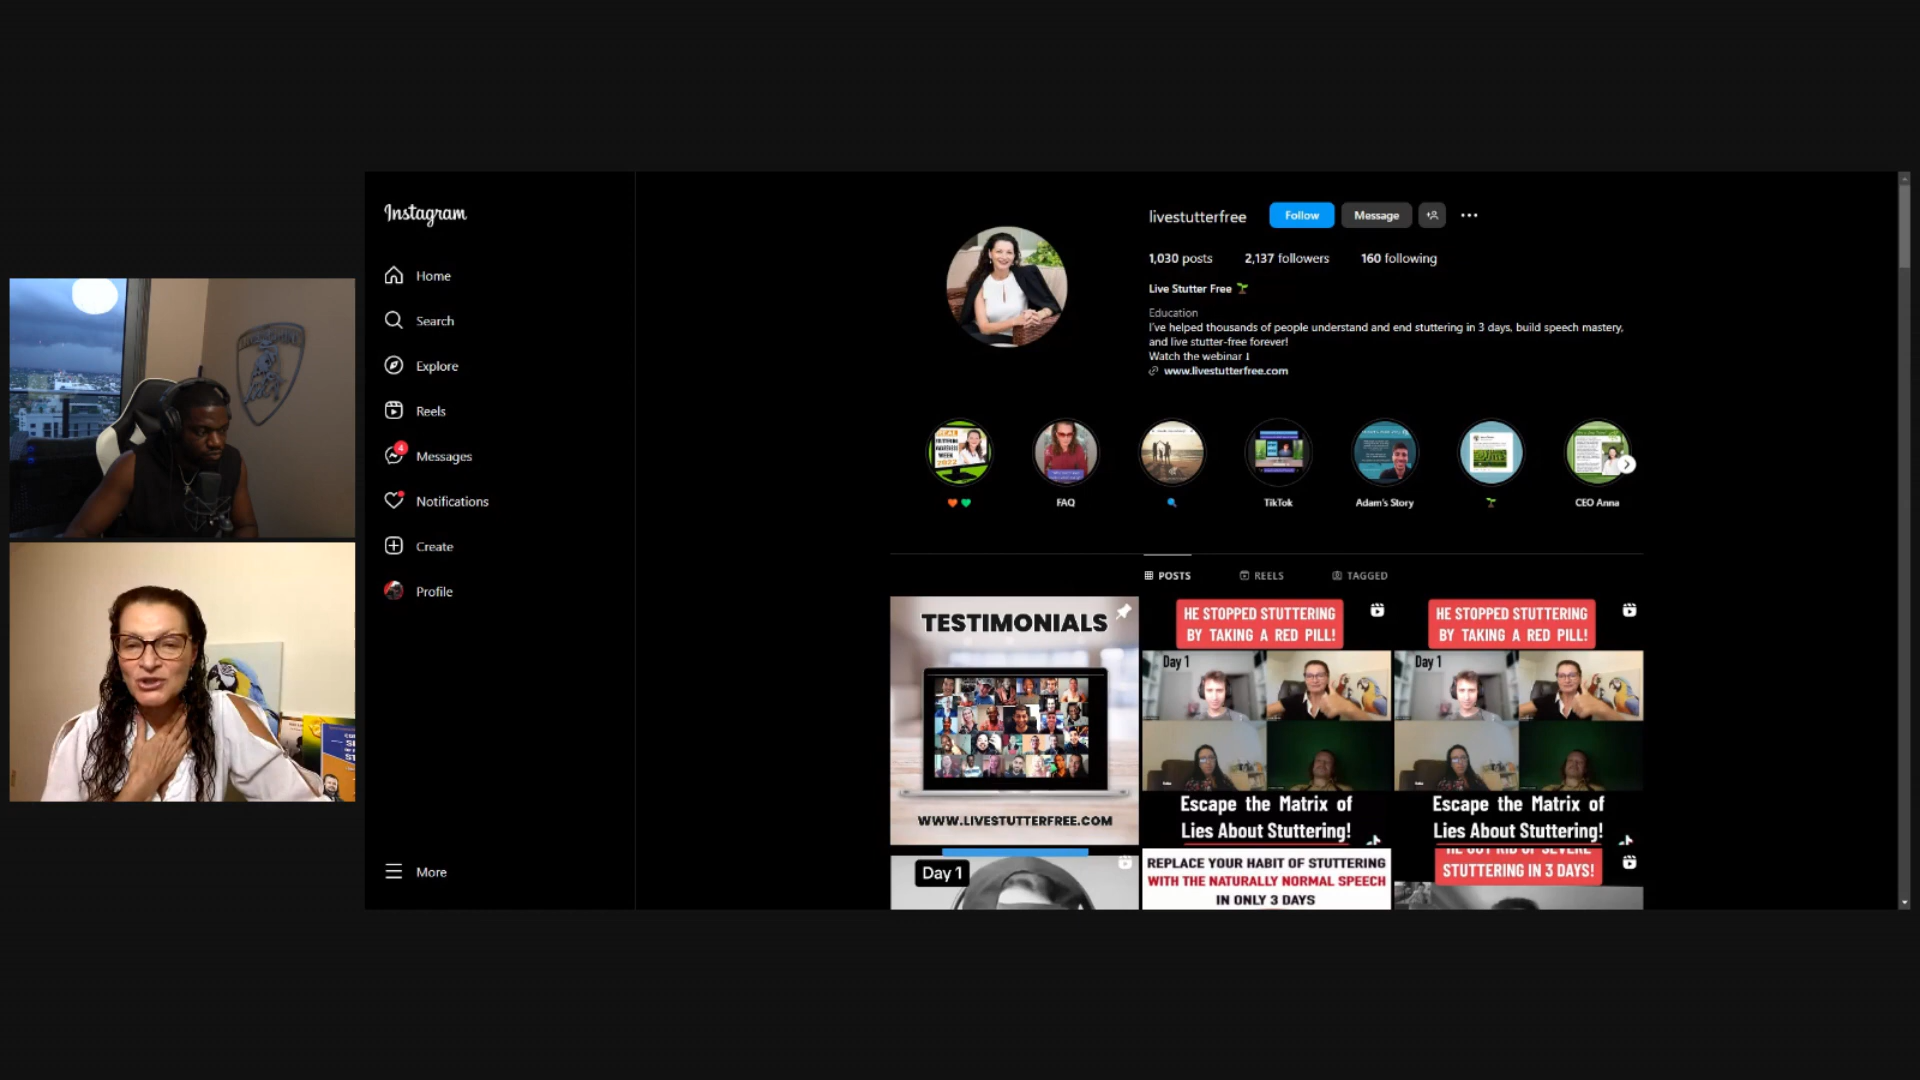 Instagram
Home
Search
Explore
Reels
4
Messages
Notifications
Create
Profile
More
livestutterfree
Follow
Message
1,030 posts
2,137 followers
160 following
Live Stutter Free
Education
I've helped thousands of people understand and end stuttering in 3 days, build speech mastery,
and live stutter-free forever!
Watch the webinar
www.livestutterfree.com
FAQ
TikTok
Adam's Story
CEO Anna
POSTS
REELS
TAGGED
TESTIMONIALS
WWW.LIVESTUTTERFREE.COM
HE STOPPED STUTTERING
BY TAKING A RED PILL!
Day 1
Escape the Matrix of
Lies About Stuttering!
HE STOPPED STUTTERING
BY TAKING A RED PILL!
Day 1
Escape the Matrix of
Lies About Stuttering!
Day 1
REPLACE YOUR HABIT OF STUTTERING
WITH THE NATURALLY NORMAL SPEECH
IN ONLY 3 DAYS
HE GOT RID OF SEVERE
STUTTERING IN 3 DAYS!